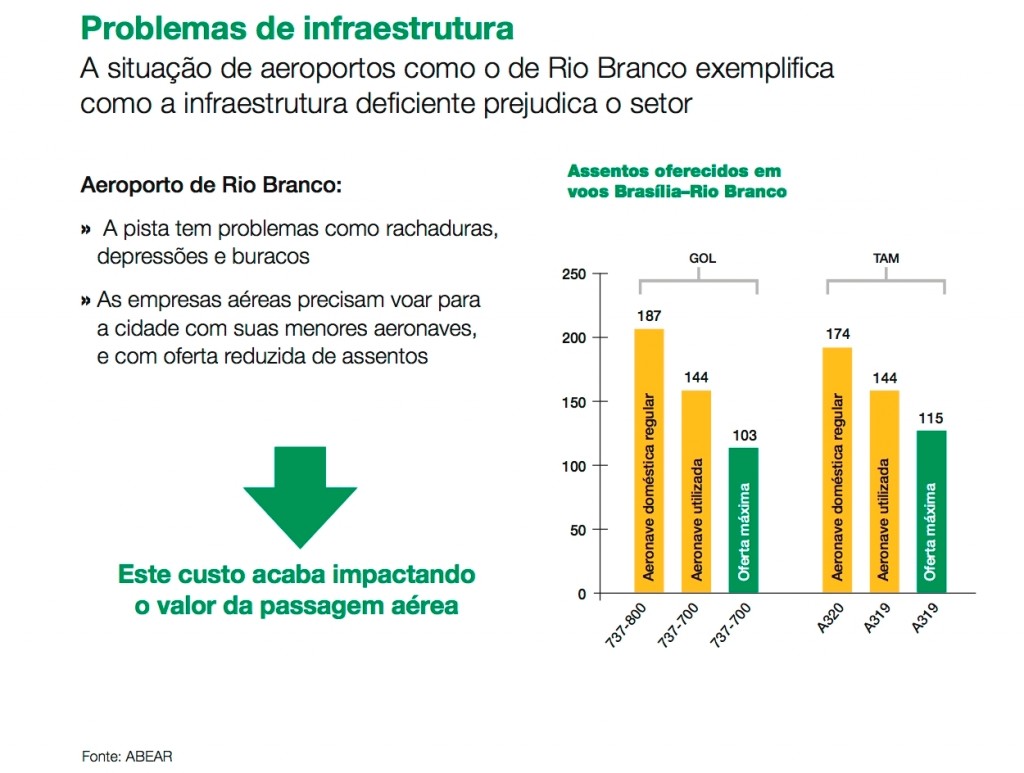 Problemas de infraestrutura
A situação de aeroportos como o de Rio Branco exemplifica
como a infraestrutura deficiente prejudica o setor
Aeroporto de Rio Branco:
» A pista tem problemas como rachaduras,
depressões e buracos
» As empresas aéreas precisam voar para
a cidade com suas menores aeronaves,
e com oferta reduzida de assentos
Este custo acaba impactando
o valor da passagem aérea
Assentos oferecidos em
voos Brasília–Rio Branco
GOL
TAM
250
200
150
100
50
0
187
144
103
174
144
115
Aeronave doméstica regular
Aeronave utilizada
Oferta máxima
Aeronave doméstica regular
Aeronave utilizada
Oferta máxima
737-800
737-700
737-700
A320
A319
A319
Fonte: ABEAR